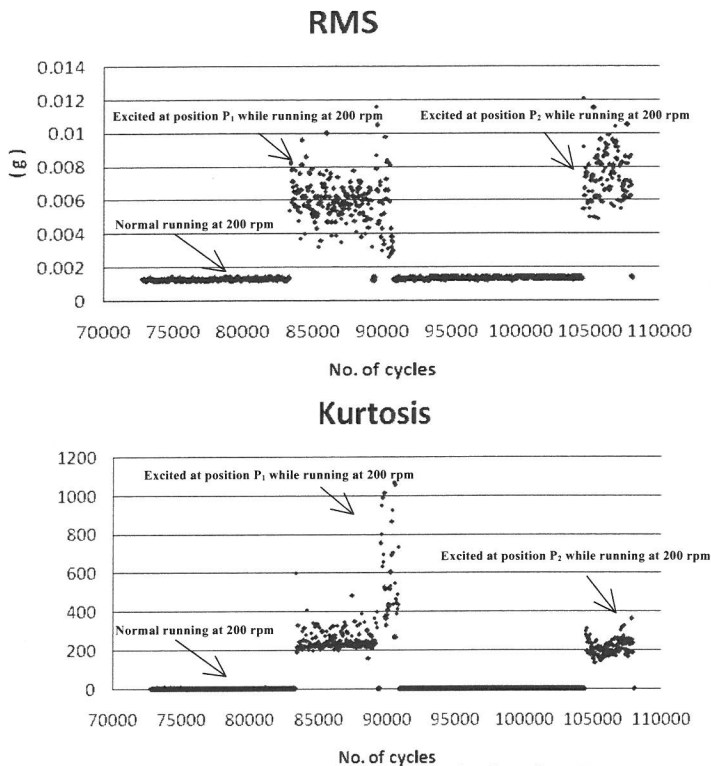 RMS
0.014
0.012
0.01
0.008
0.006
0.004
0.002
0
(g)
Excited at position P₁ while running at 200 rpm
Excited at position P₂ while running at 200 rpm
Normal running at 200 rpm
70000 75000 80000 85000 90000 95000 100000 105000 110000
No. of cycles
Kurtosis
1200
1000
800
600
400
200
0
Excited at position P₁ while running at 200 rpm
Excited at position P₂ while running at 200 rpm
Normal running at 200 rpm
70000 75000 80000 85000 90000 95000 100000 105000 110000
No. of cycles